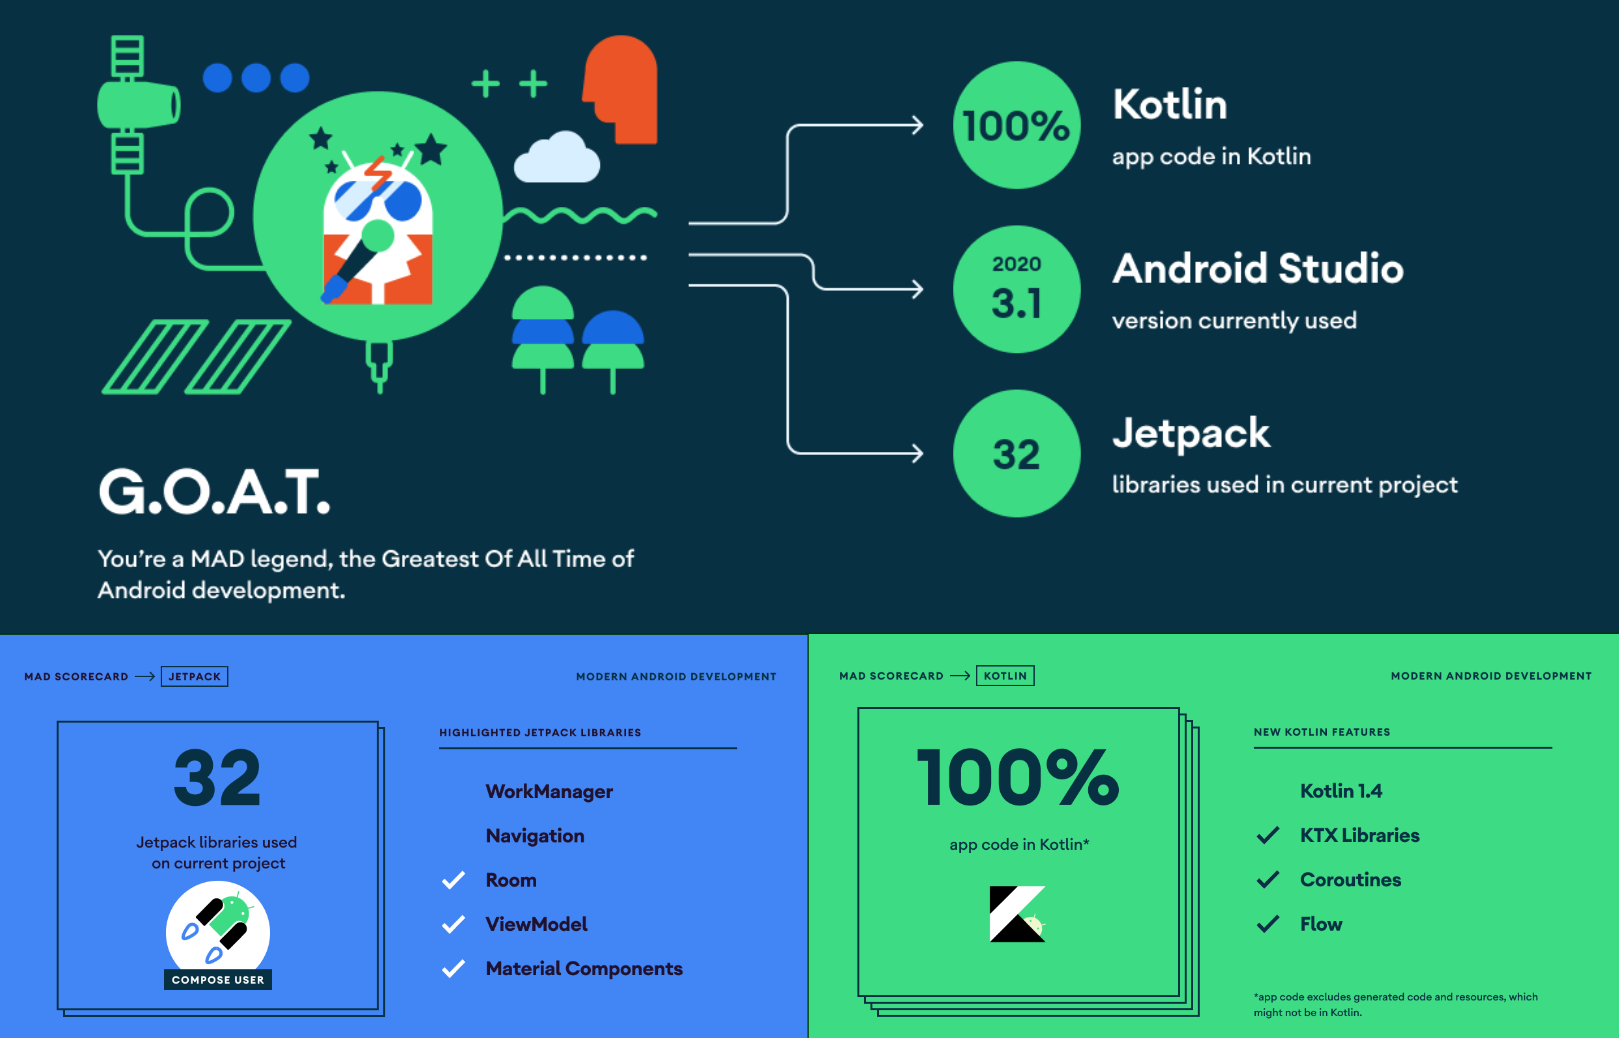 100%
Kotlin
app code in Kotlin
2020
3.1
Android Studio
version currently used
32
Jetpack
libraries used in current project
G.O.A.T.
You’re a MAD legend, the Greatest Of All Time of
Android development.
MAD SCORECARD
JETPACK
MODERN ANDROID DEVELOPMENT
32
Jetpack libraries used
on current project
COMPOSE USER
HIGHLIGHTED JETPACK LIBRARIES
WorkManager
Navigation
Room
ViewModel
Material Components
MAD SCORECARD
KOTLIN
MODERN ANDROID DEVELOPMENT
100%
app code in Kotlin*
NEW KOTLIN FEATURES
Kotlin 1.4
KTX Libraries
Coroutines
Flow
*app code excludes generated code and resources, which
might not be in Kotlin.